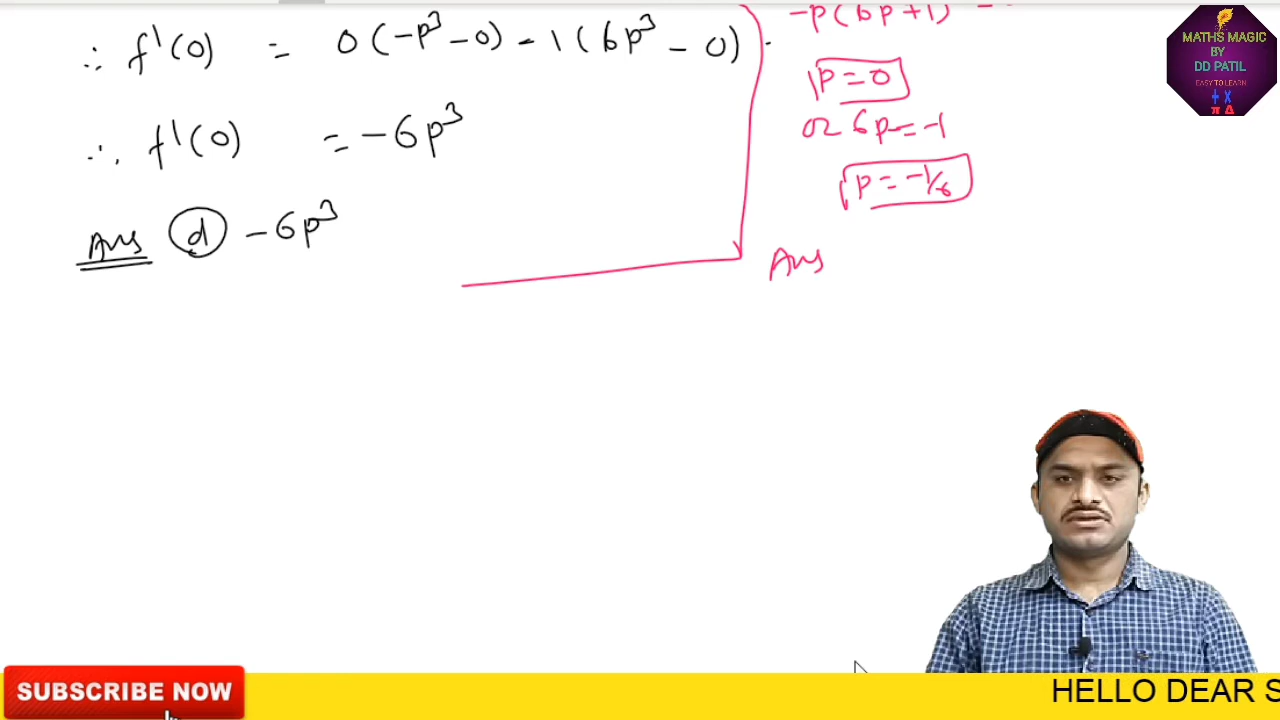 ∴ f'(0) = 0(-p³-0) - 1(6p³ - 0).
∴ f'(0) = -6p³
Ans (d) -6p³
-p(6p+1)
p = 0
or 6p = -1
p = -1/6
Ans
MATHS MAGIC
BY
DD PATIL
EASY TO LEARN
÷ X
π Δ
SUBSCRIBE NOW
HELLO DEAR S